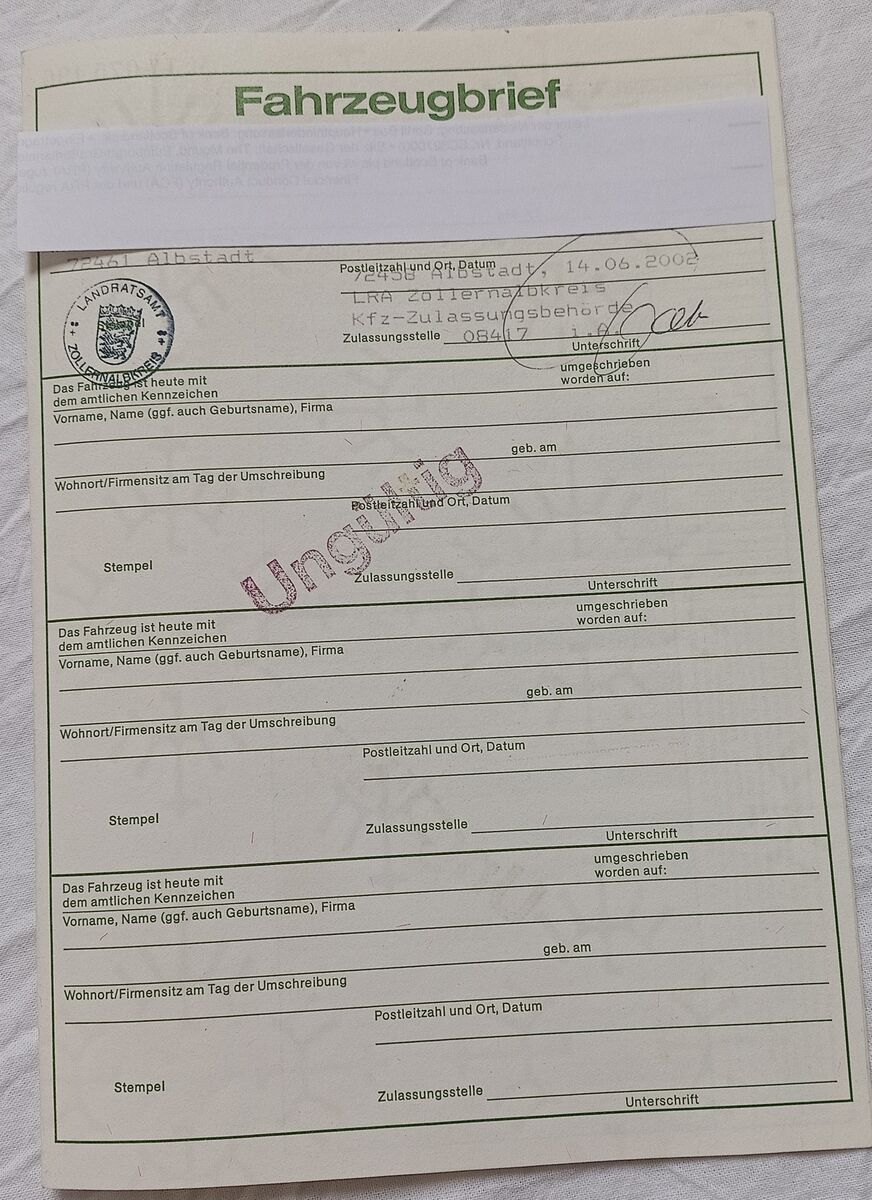 Fahrzeugbrief
72461 Albstadt
Postleitzahl und Ort, Datum
72458 Albstadt, 14.06.2002
LRA Zollernalbkreis
Kfz-Zulassungsbehörde
Zulassungsstelle 08417 i.A.
Unterschrift
LANDRATSAMT
ZOLLERNALBKREIS
Das Fahrzeug ist heute mit
dem amtlichen Kennzeichen
umgeschrieben
worden auf:
Vorname, Name (ggf. auch Geburtsname), Firma
geb. am
Wohnort/Firmensitz am Tag der Umschreibung
Postleitzahl und Ort, Datum
Ungültig
Stempel
Zulassungsstelle
Unterschrift
Das Fahrzeug ist heute mit
dem amtlichen Kennzeichen
umgeschrieben
worden auf:
Vorname, Name (ggf. auch Geburtsname), Firma
geb. am
Wohnort/Firmensitz am Tag der Umschreibung
Postleitzahl und Ort, Datum
Stempel
Zulassungsstelle
Unterschrift
Das Fahrzeug ist heute mit
dem amtlichen Kennzeichen
umgeschrieben
worden auf:
Vorname, Name (ggf. auch Geburtsname), Firma
geb. am
Wohnort/Firmensitz am Tag der Umschreibung
Postleitzahl und Ort, Datum
Stempel
Zulassungsstelle
Unterschrift